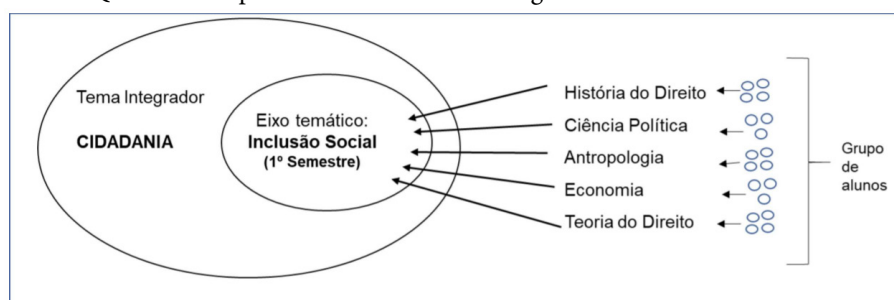 Tema Integrador
CIDADANIA
Eixo temático:
Inclusão Social
(1º Semestre)
História do Direito
Ciência Política
Antropologia
Economia
Teoria do Direito
Grupo
de
alunos